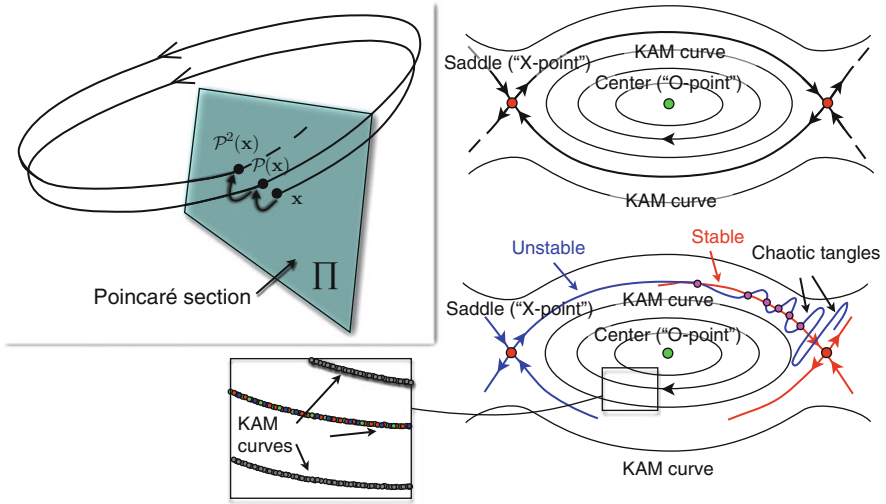 𝒫²(x)
𝒫(x)
x
Π
Poincaré section
KAM curve
Saddle ("X-point")
Center ("O-point")
KAM curve
Unstable
Stable
Chaotic tangles
KAM curve
Saddle ("X-point")
Center ("O-point")
KAM curve
KAM
curves